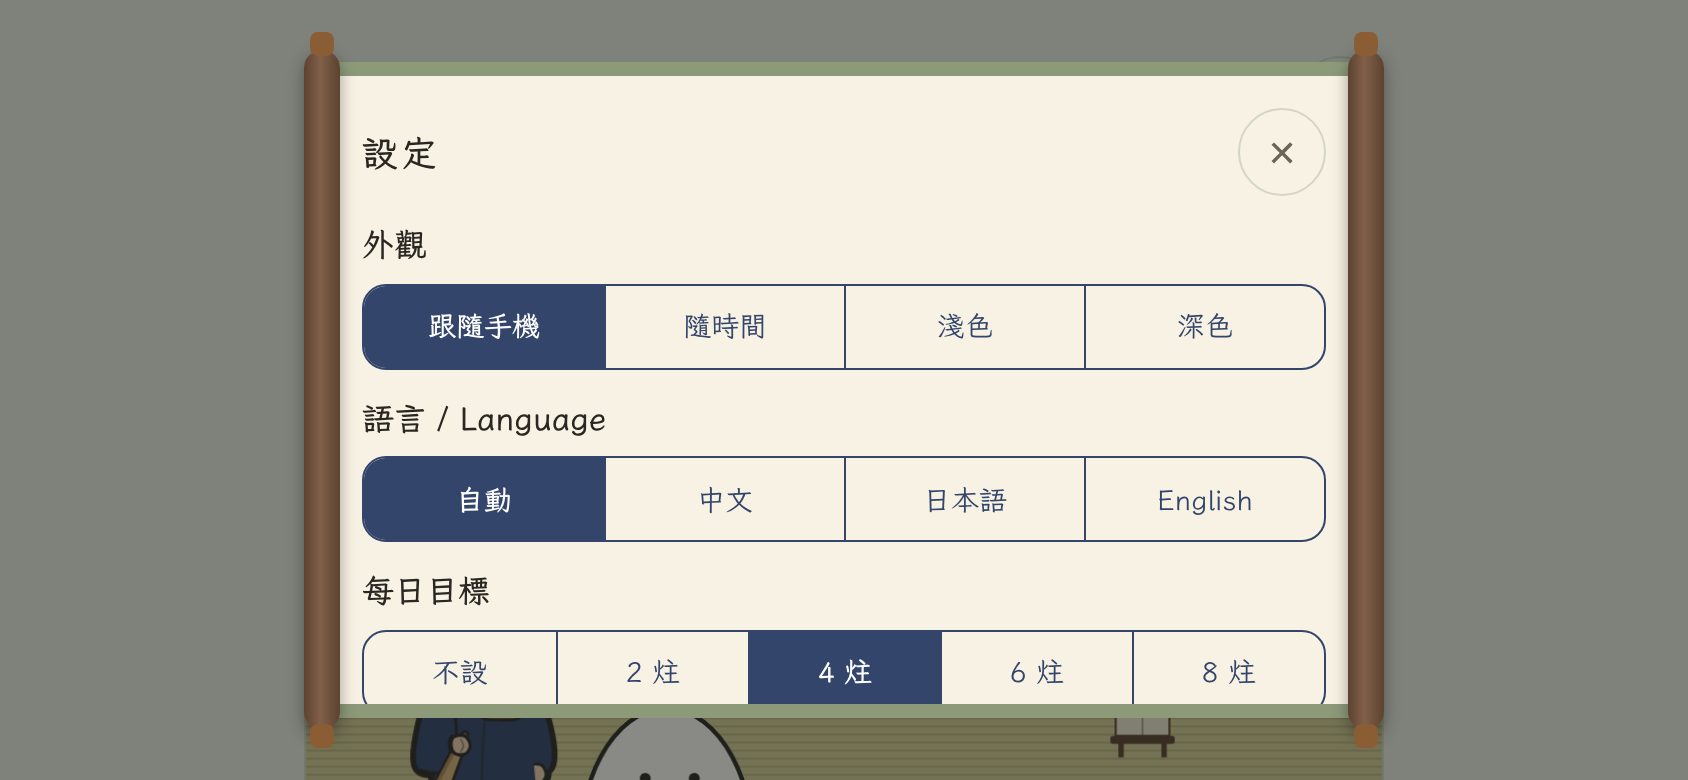 設定
×
外觀
跟隨手機 隨時間 淺色 深色
語言 / Language
自動 中文 日本語 English
每日目標
不設 2 炷 4 炷 6 炷 8 炷